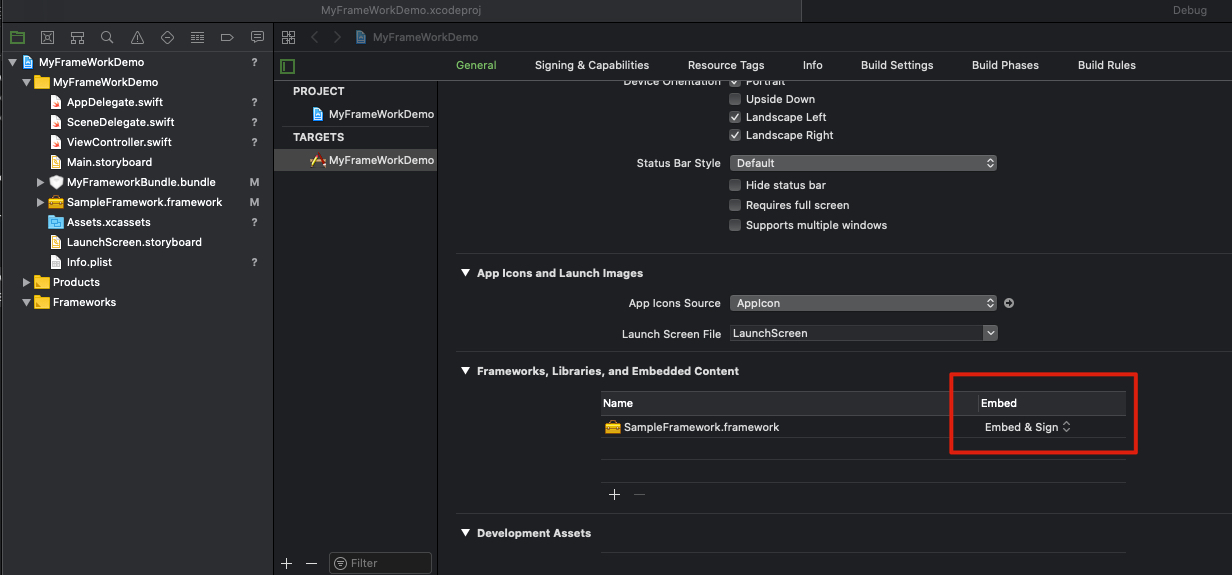 MyFrameWorkDemo.xcodeproj
Debug
MyFrameWorkDemo
MyFrameWorkDemo ?
MyFrameWorkDemo
AppDelegate.swift ?
SceneDelegate.swift ?
ViewController.swift ?
Main.storyboard
MyFrameworkBundle.bundle M
SampleFramework.framework M
Assets.xcassets ?
LaunchScreen.storyboard
Info.plist ?
Products
Frameworks
General Signing & Capabilities Resource Tags Info Build Settings Build Phases Build Rules
PROJECT
MyFrameWorkDemo
TARGETS
MyFrameWorkDemo
Filter
Device Orientation Portrait
Upside Down
Landscape Left
Landscape Right
Status Bar Style Default
Hide status bar
Requires full screen
Supports multiple windows
App Icons and Launch Images
App Icons Source AppIcon
Launch Screen File LaunchScreen
Frameworks, Libraries, and Embedded Content
Name Embed
SampleFramework.framework Embed & Sign
Development Assets